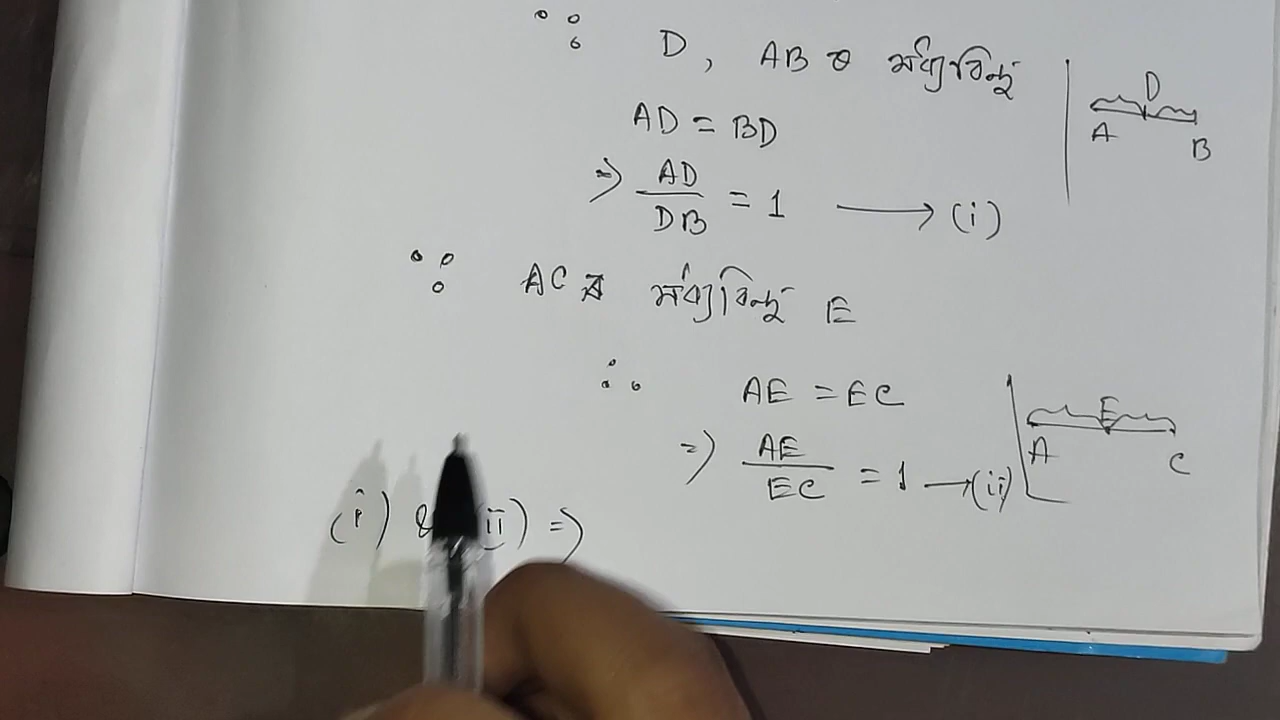 ∵ D, AB ৰ মধ্যবিন্দু
D
A B
AD = BD
⇒ AD/DB = 1 ⟶ (i)
∵ AC ৰ মধ্যবিন্দু E
∴ AE = EC
E
A C
⇒ AE/EC = 1 ⟶ (ii)
(i) & (ii) ⇒